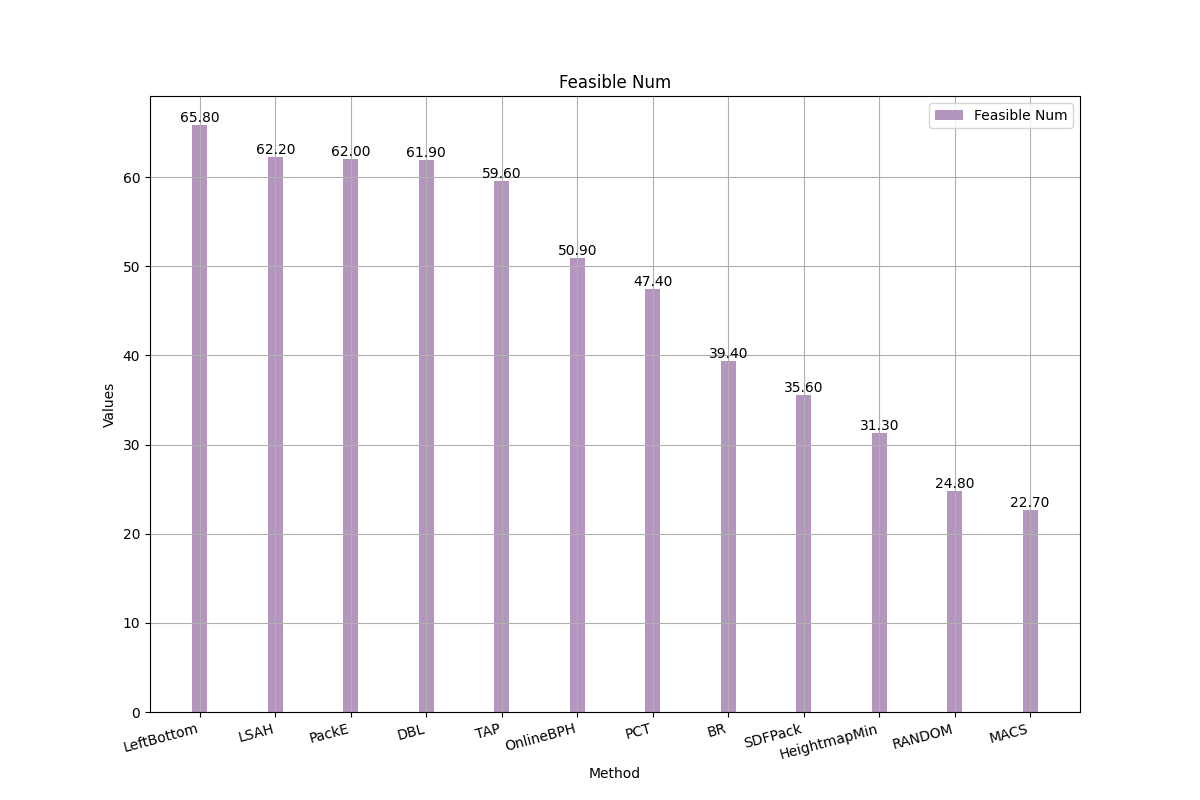 Feasible Num
Feasible Num
65.80
62.20
62.00
61.90
59.60
50.90
47.40
39.40
35.60
31.30
24.80
22.70
60
50
40
30
20
10
0
Values
LeftBottom
LSAH
PackE
DBL
TAP
OnlineBPH
PCT
BR
SDFPack
HeightmapMin
RANDOM
MACS
Method